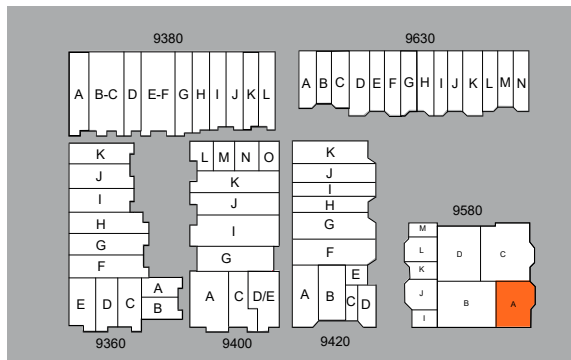 9380
9630
A B-C D E-F G H I J K L
A B C D E F G H I J K L M N
K
J
I
H
G
F
E D C
A
B
9360
L M N O
K
J
I
G
A C D/E
9400
K
J
I
H
G
F
E
A B C D
9420
9580
M
L
K
J
I
D C
B A